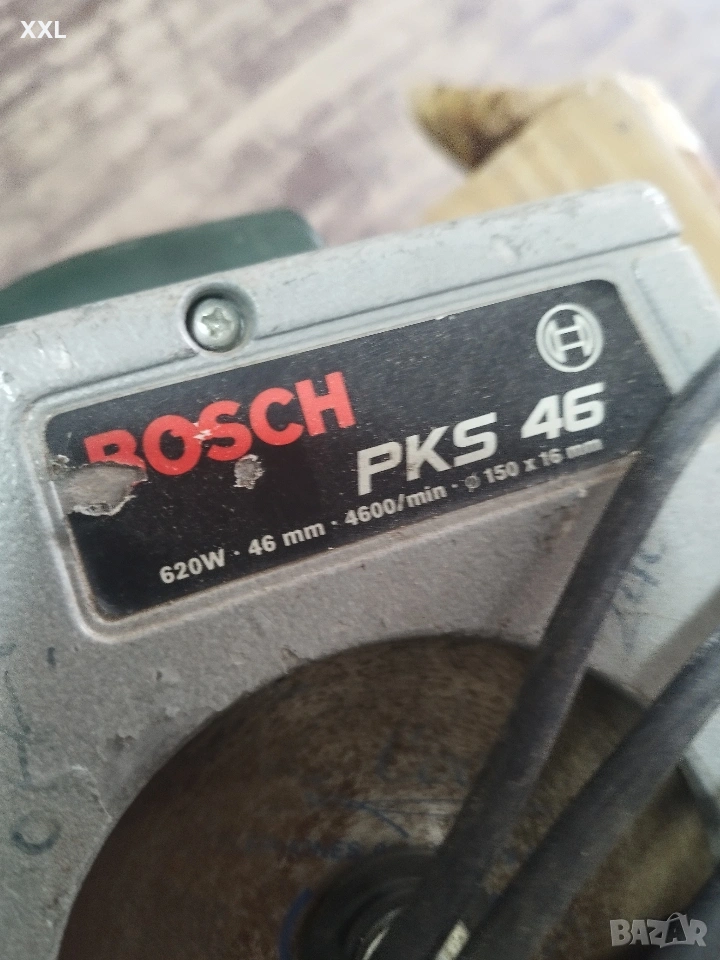 XXL
BOSCH
PKS 46
620W · 46 mm · 4600/min · ø 150 x 16 mm
BAZAR